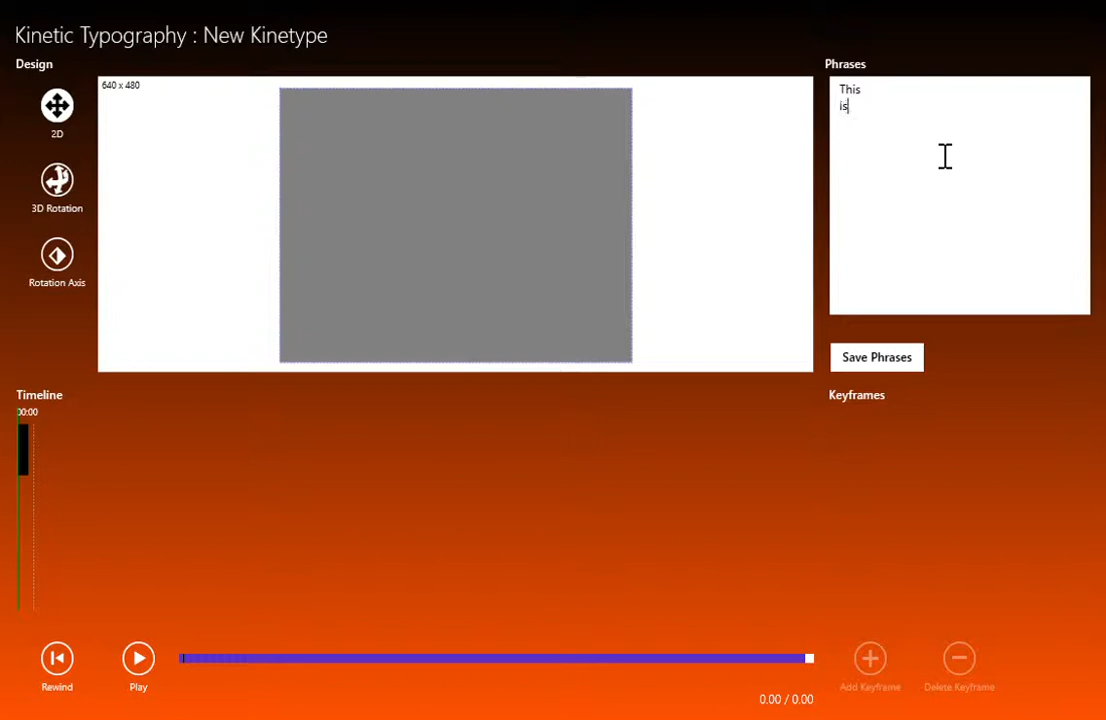 Kinetic Typography : New Kinetype
Design
Phrases
640 x 480
This
is
2D
3D Rotation
Rotation Axis
Save Phrases
Timeline
Keyframes
00:00
Rewind
Play
Add Keyframe
Delete Keyframe
0.00 / 0.00